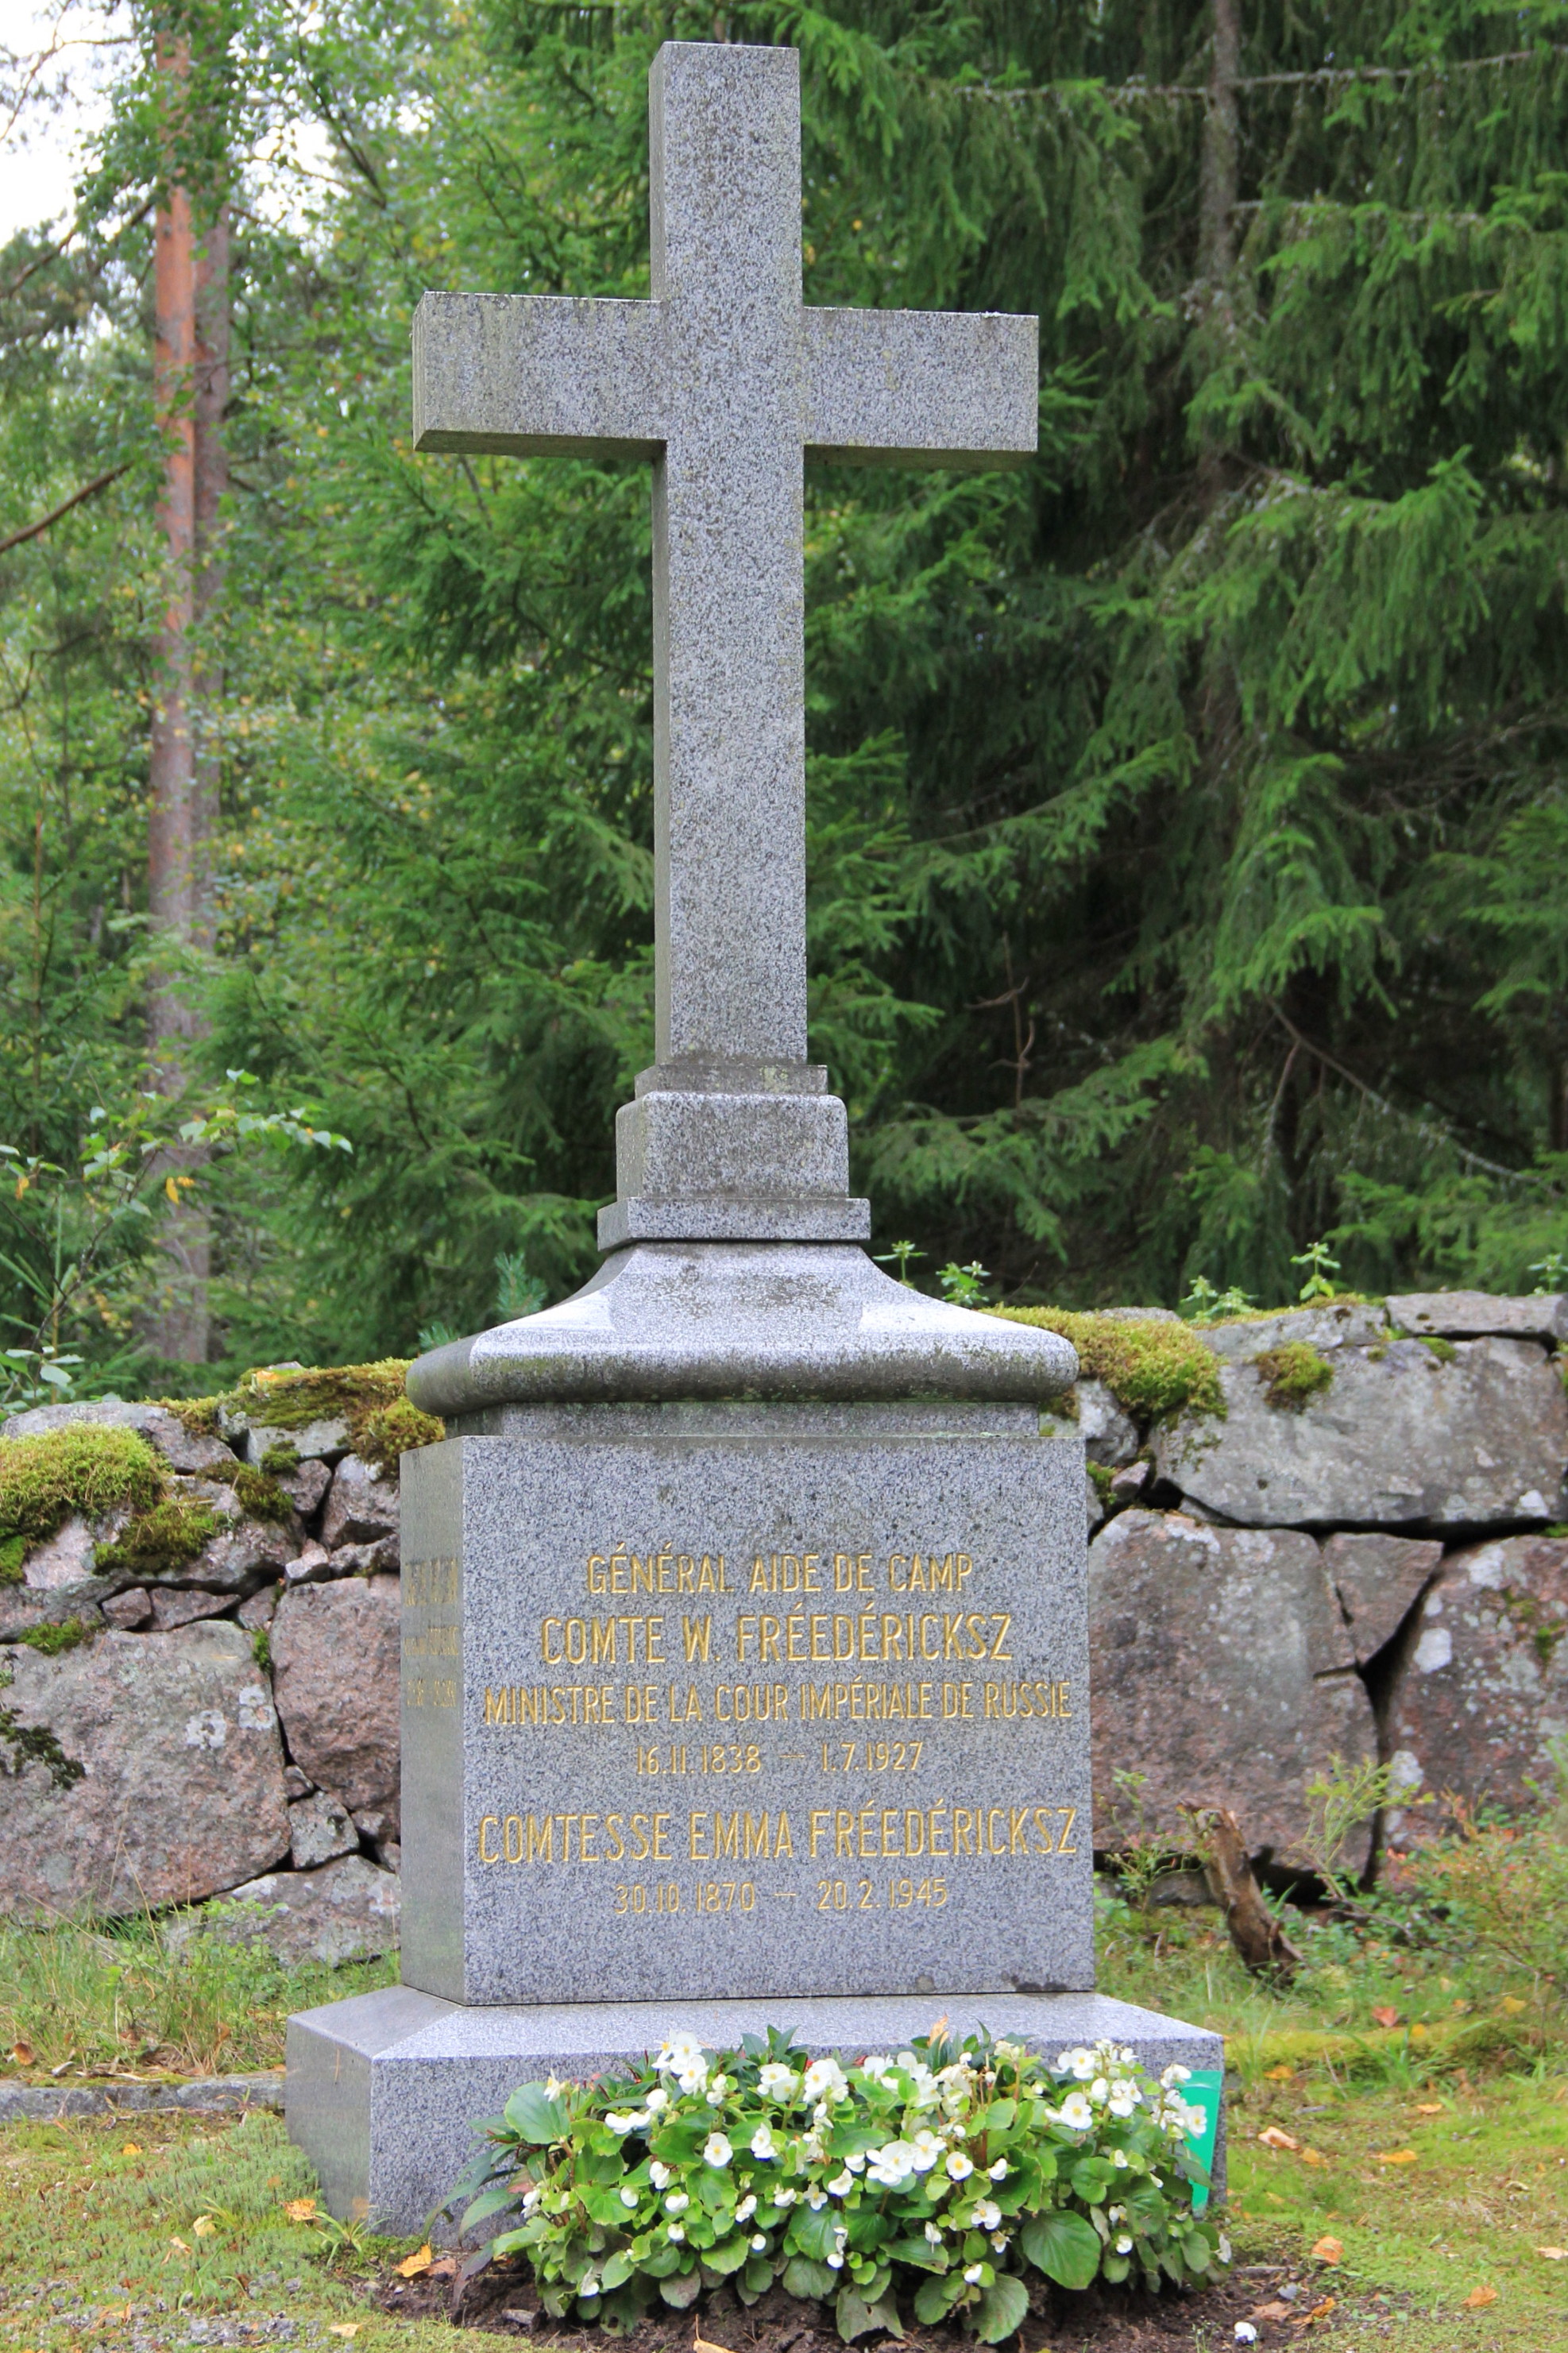 GÉNÉRAL AIDE DE CAMP
COMTE W. FRÉEDÉRICKSZ
MINISTRE DE LA COUR IMPÉRIALE DE RUSSIE
16.11.1838 — 1.7.1927
COMTESSE EMMA FRÉEDÉRICKSZ
30.10.1870 — 20.2.1945